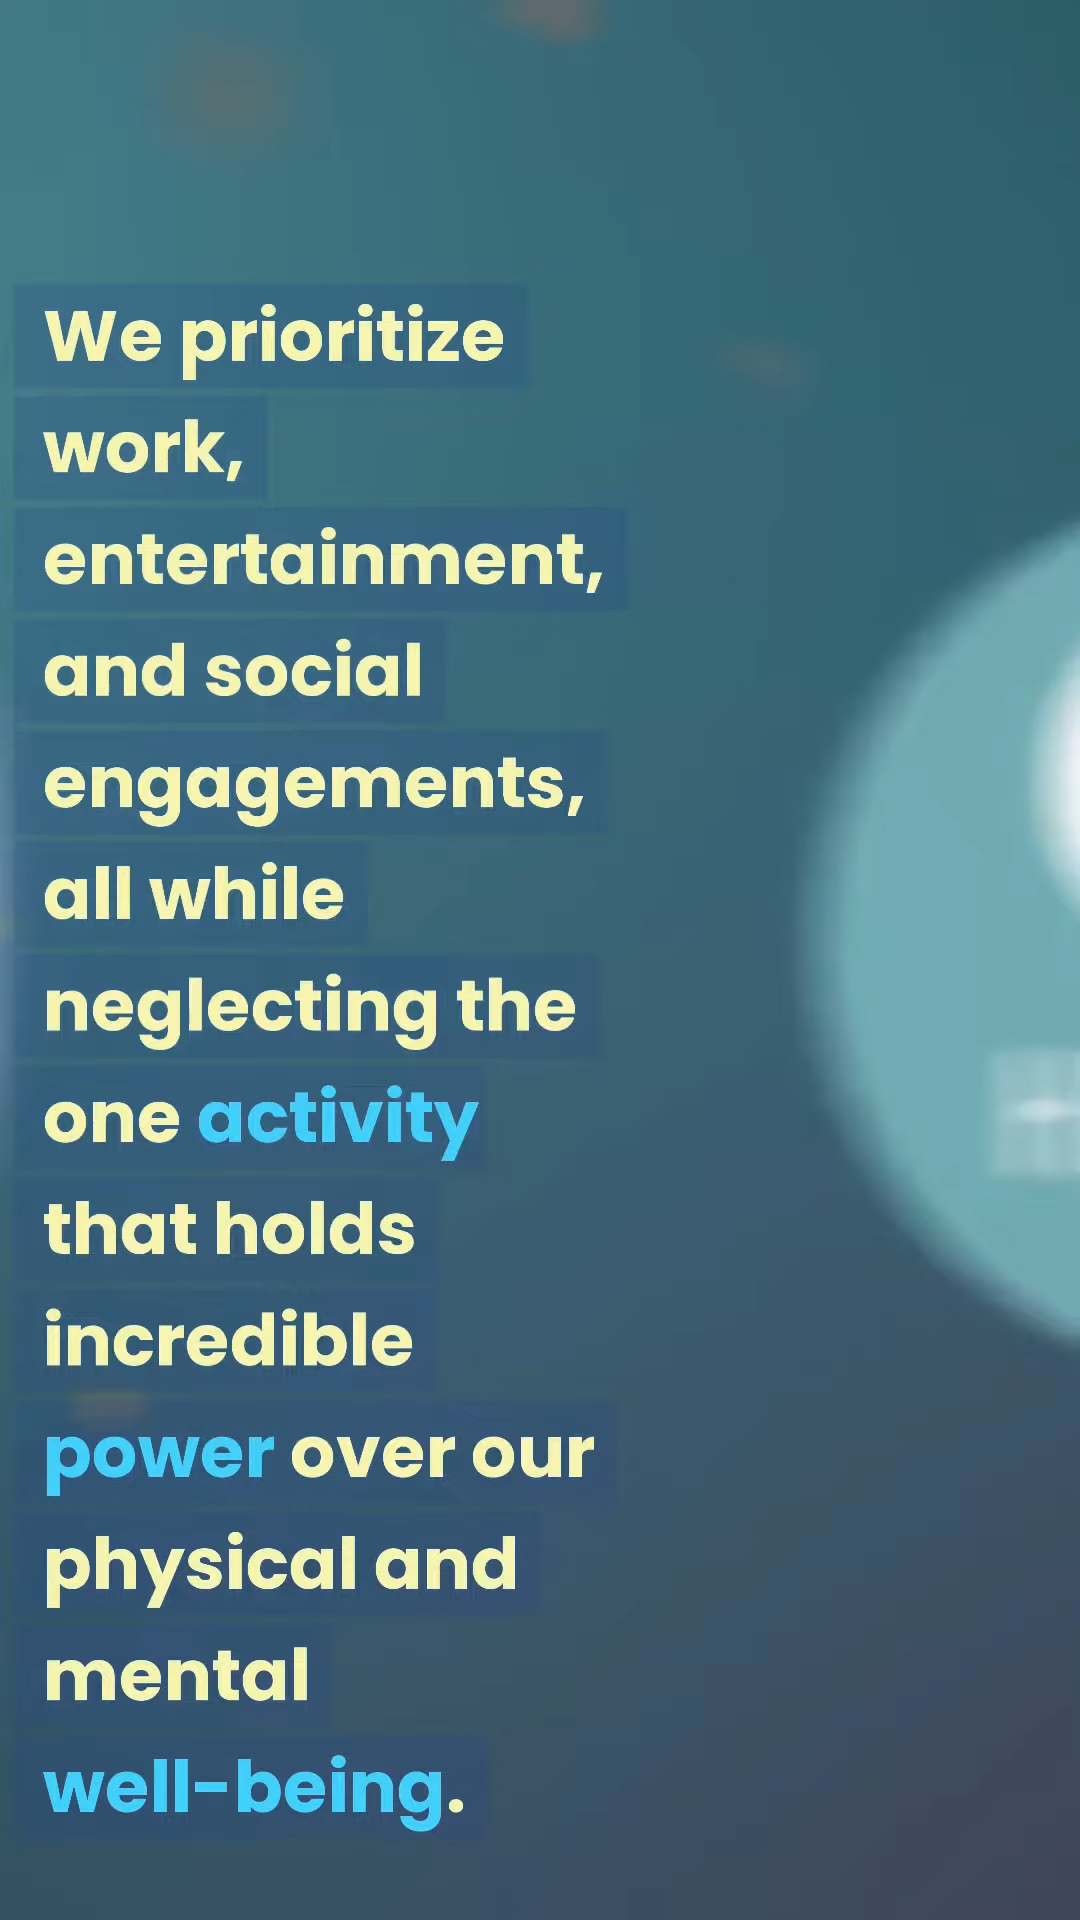 We prioritize
work,
entertainment,
and social
engagements,
all while
neglecting the
one activity
that holds
incredible
power over our
physical and
mental
well-being.